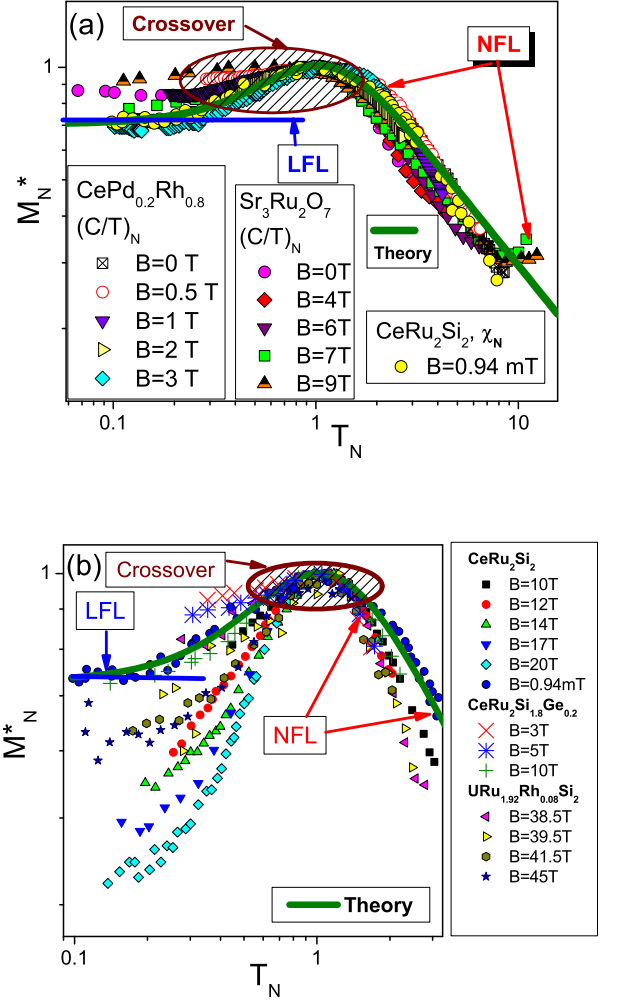 (a)
Crossover
NFL
1
M_N*
LFL
CePd0.2Rh0.8
(C/T)N
B=0 T
B=0.5 T
B=1 T
B=2 T
B=3 T
Sr3Ru2O7
(C/T)N
B=0T
B=4T
B=6T
B=7T
B=9T
Theory
CeRu2Si2, χN
B=0.94 mT
0.1 1 10
TN
(b)
Crossover
LFL
1
M*N
NFL
Theory
0.1 1
TN
CeRu2Si2
B=10T
B=12T
B=14T
B=17T
B=20T
B=0.94mT
CeRu2Si1.8Ge0.2
B=3T
B=5T
B=10T
URu1.92Rh0.08Si2
B=38.5T
B=39.5T
B=41.5T
B=45T